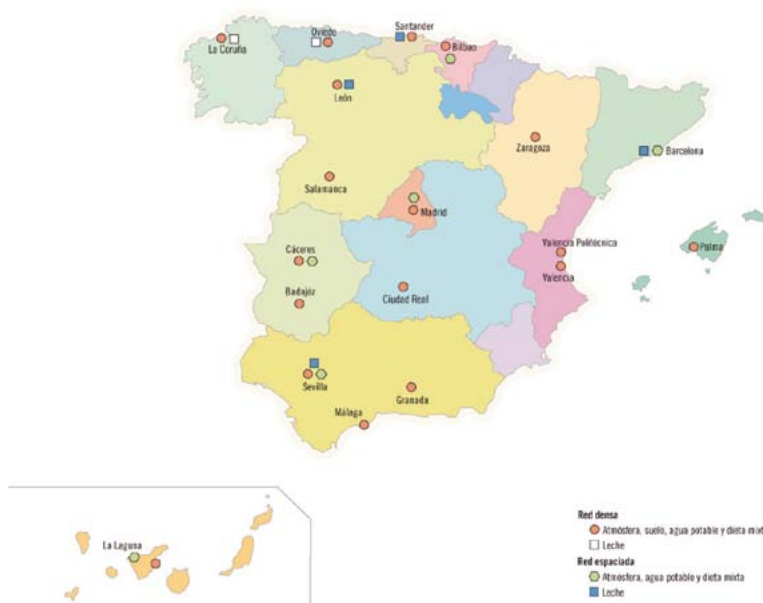 Santander
Oviedo
Bilbao
La Coruña
León
Zaragoza
Barcelona
Salamanca
Madrid
Valencia Politécnica
Palma
Cáceres
Valencia
Badajóz
Ciudad Real
Sevilla
Granada
Málaga
La Laguna
Red densa
Atmósfera, suelo, agua potable y dieta mixt
Leche
Red espaciada
Atmósfera, agua potable y dieta mixta
Leche